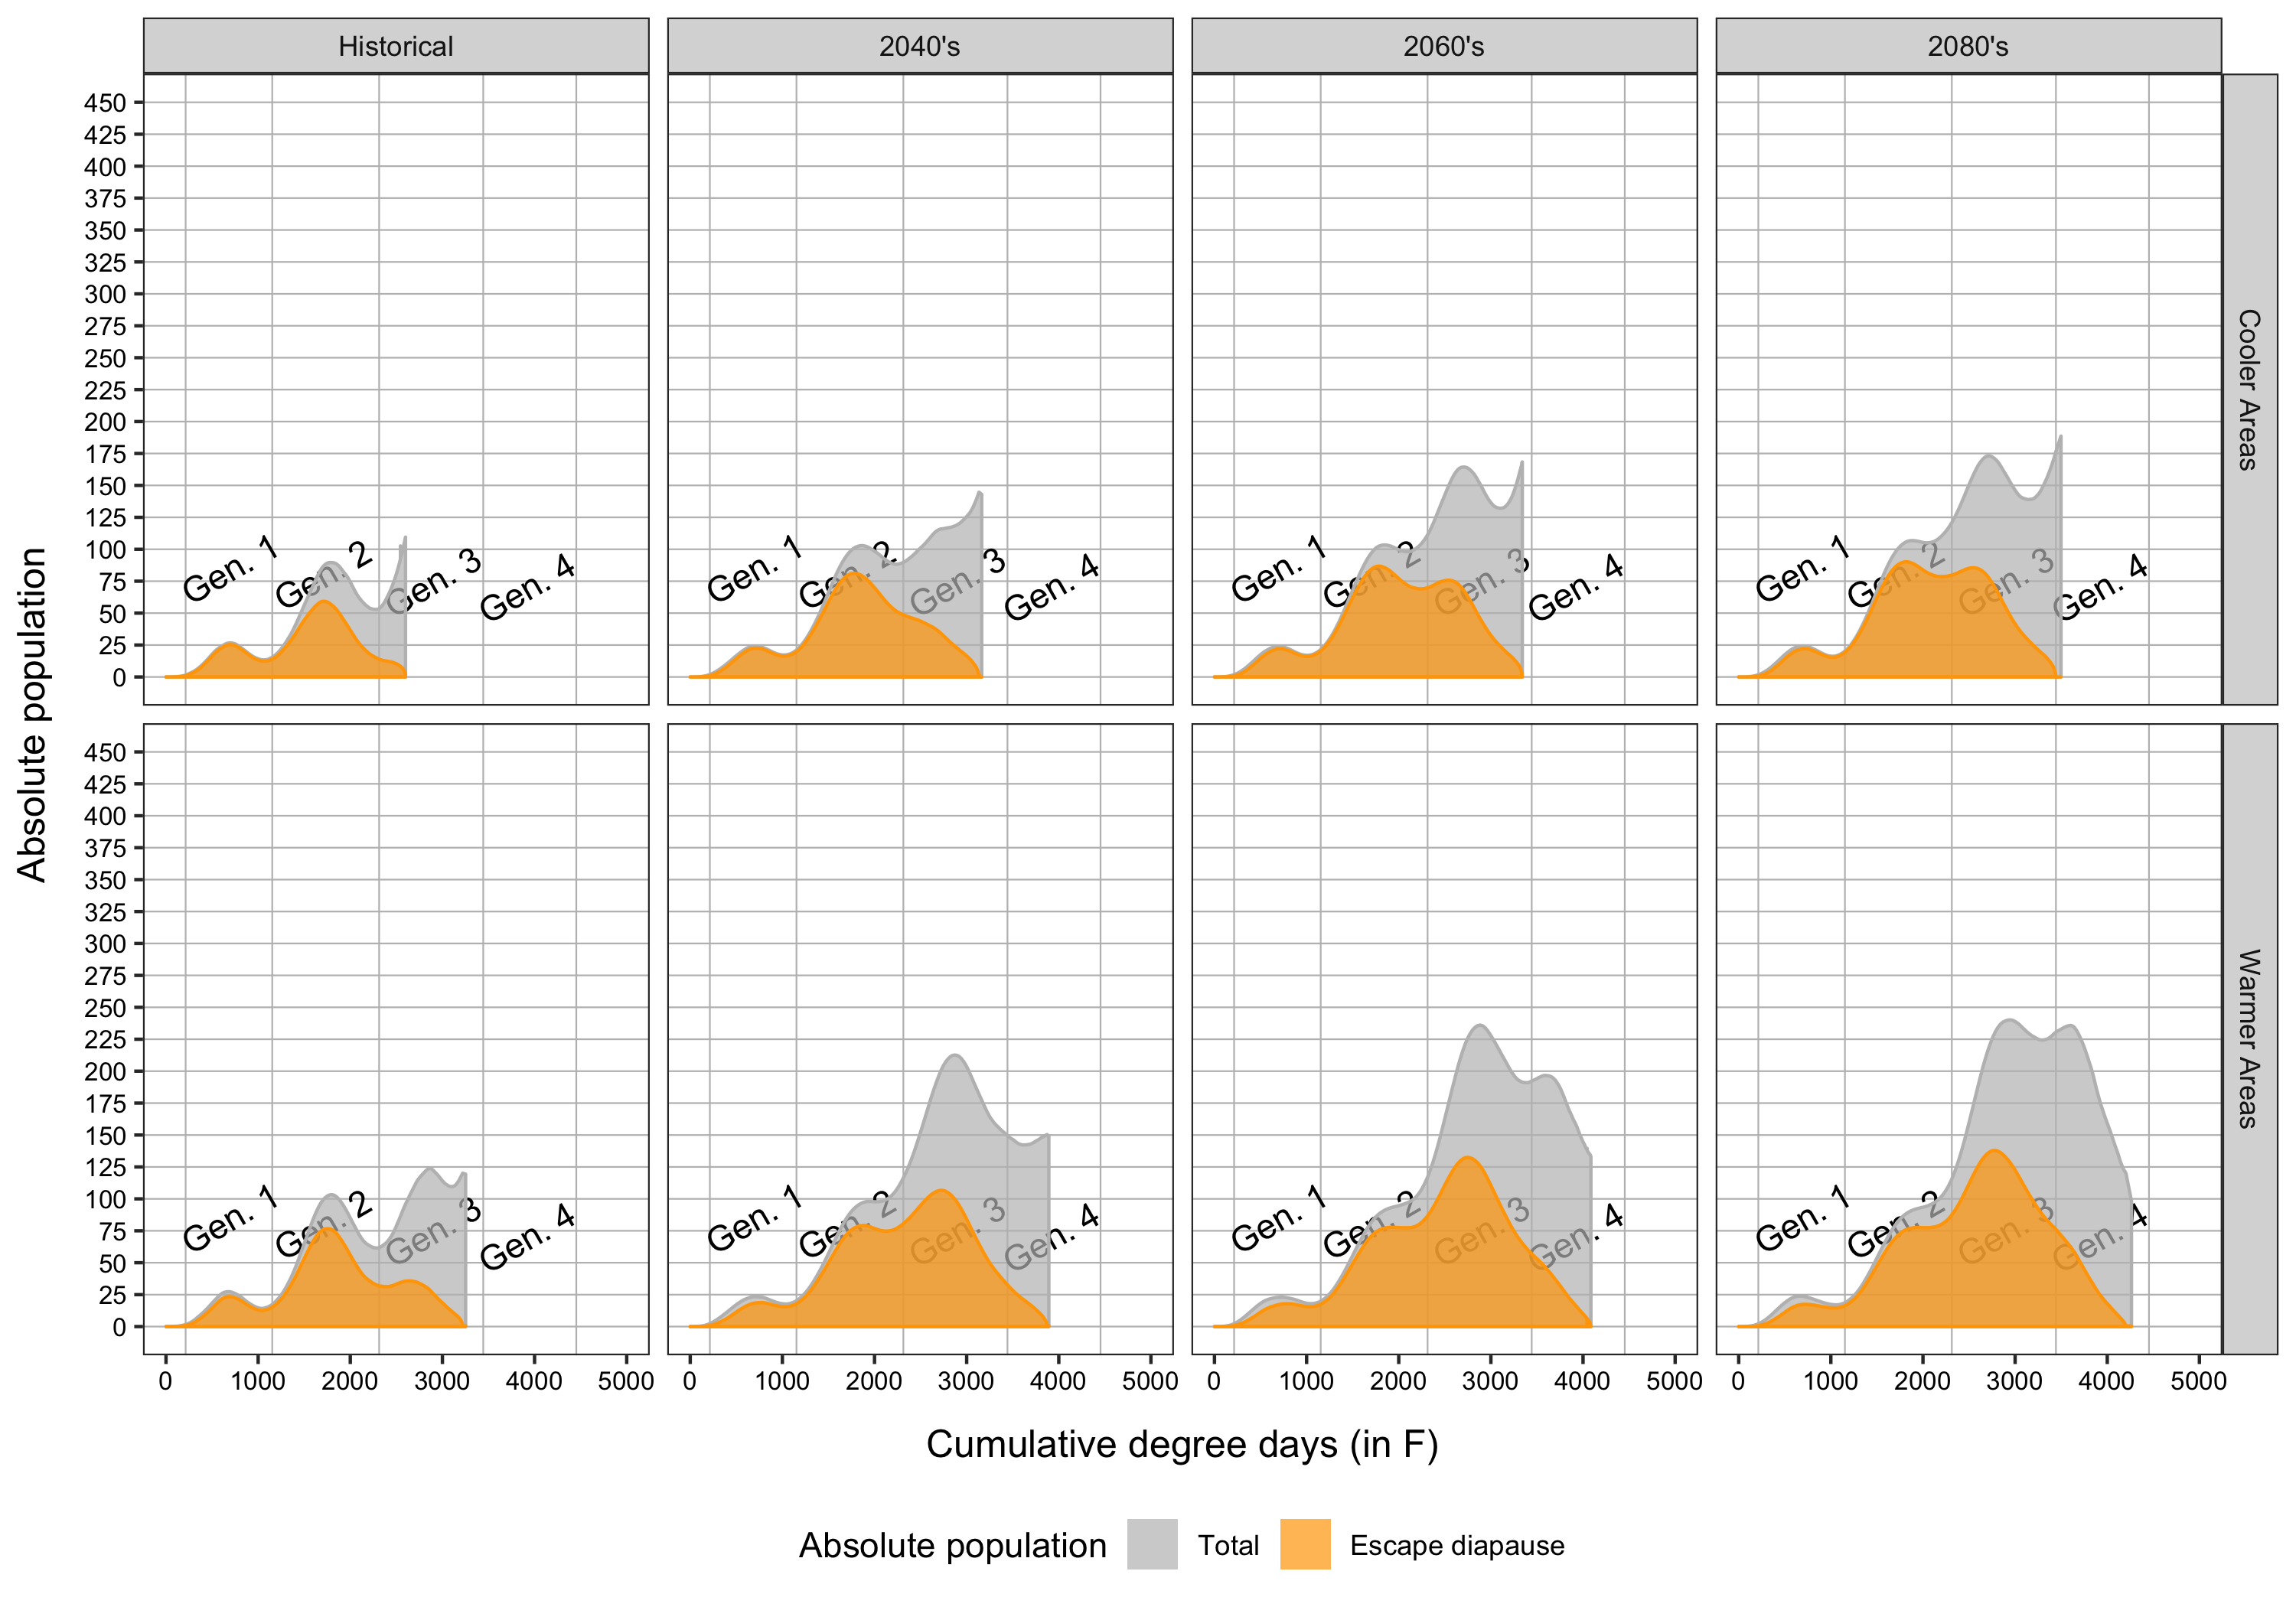 Historical 2040's 2060's 2080's
Absolute population
450
425
400
375
350
325
300
275
250
225
200
175
150
125
100
75
50
25
0
Gen. 1 Gen. 2 Gen. 3 Gen. 4
Gen. 1 Gen. 2 Gen. 3 Gen. 4
Gen. 1 Gen. 2 Gen. 3 Gen. 4
Gen. 1 Gen. 2 Gen. 3 Gen. 4
Cooler Areas
450
425
400
375
350
325
300
275
250
225
200
175
150
125
100
75
50
25
0
Gen. 1 Gen. 2 Gen. 3 Gen. 4
Gen. 1 Gen. 2 Gen. 3 Gen. 4
Gen. 1 Gen. 2 Gen. 3 Gen. 4
Gen. 1 Gen. 2 Gen. 3 Gen. 4
Warmer Areas
0 1000 2000 3000 4000 5000 0 1000 2000 3000 4000 5000 0 1000 2000 3000 4000 5000 0 1000 2000 3000 4000 5000
Cumulative degree days (in F)
Absolute population Total Escape diapause